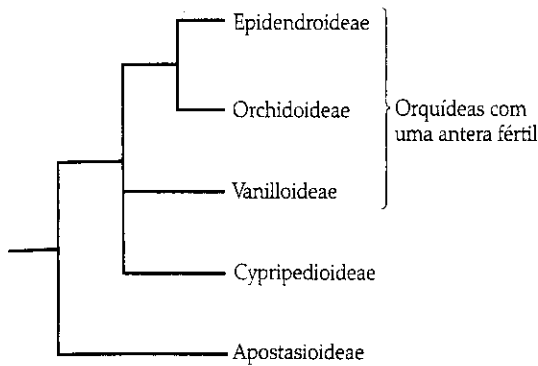 Epidendroideae
Orchidoideae
Orquídeas com
uma antera fértil
Vanilloideae
Cypripedioideae
Apostasioideae